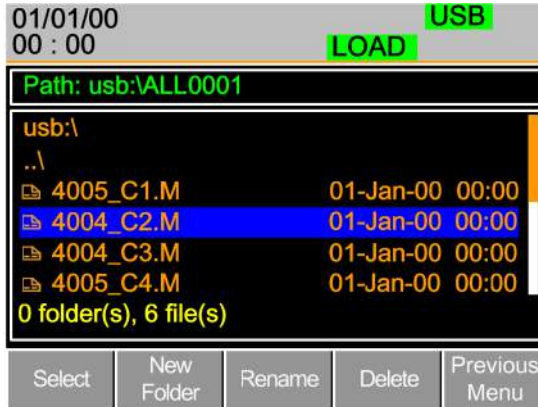 01/01/00 USB
00 : 00 LOAD
Path: usb:\ALL0001
usb:\
..\
4005_C1.M 01-Jan-00 00:00
4004_C2.M 01-Jan-00 00:00
4004_C3.M 01-Jan-00 00:00
4005_C4.M 01-Jan-00 00:00
0 folder(s), 6 file(s)
Select New Folder Rename Delete Previous Menu